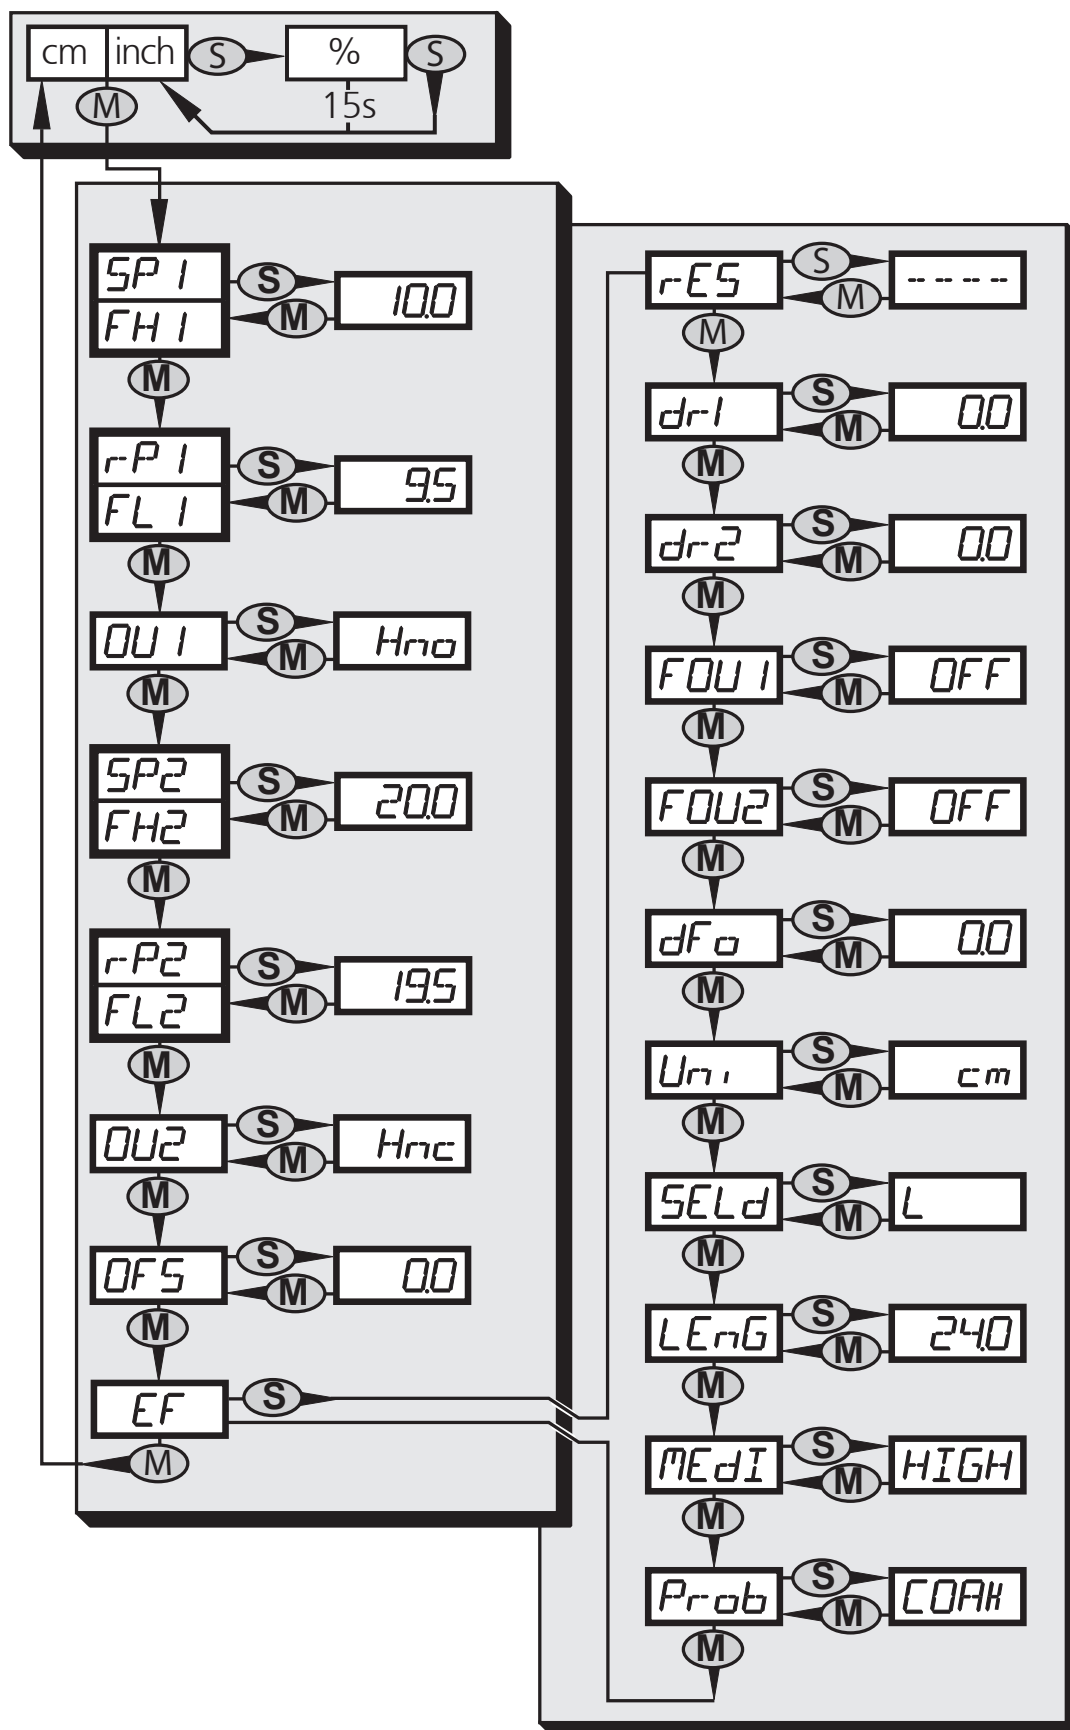 cm inch S % S
M 15s
SP1 S 10.0
FH1 M
M
rP1 S 9.5
FL1 M
M
OU1 S Hno
M
M
SP2 S 20.0
FH2 M
M
rP2 S 19.5
FL2 M
M
OU2 S Hnc
M
M
OFS S 0.0
M
M
EF S
M
rES S ----
M
M
dr1 S 0.0
M
M
dr2 S 0.0
M
M
FOU1 S OFF
M
M
FOU2 S OFF
M
M
dFo S 0.0
M
M
Uni S cm
M
M
SELd S L
M
M
LEnG S 24.0
M
M
MEdI S HIGH
M
M
Prob S COAX
M
M